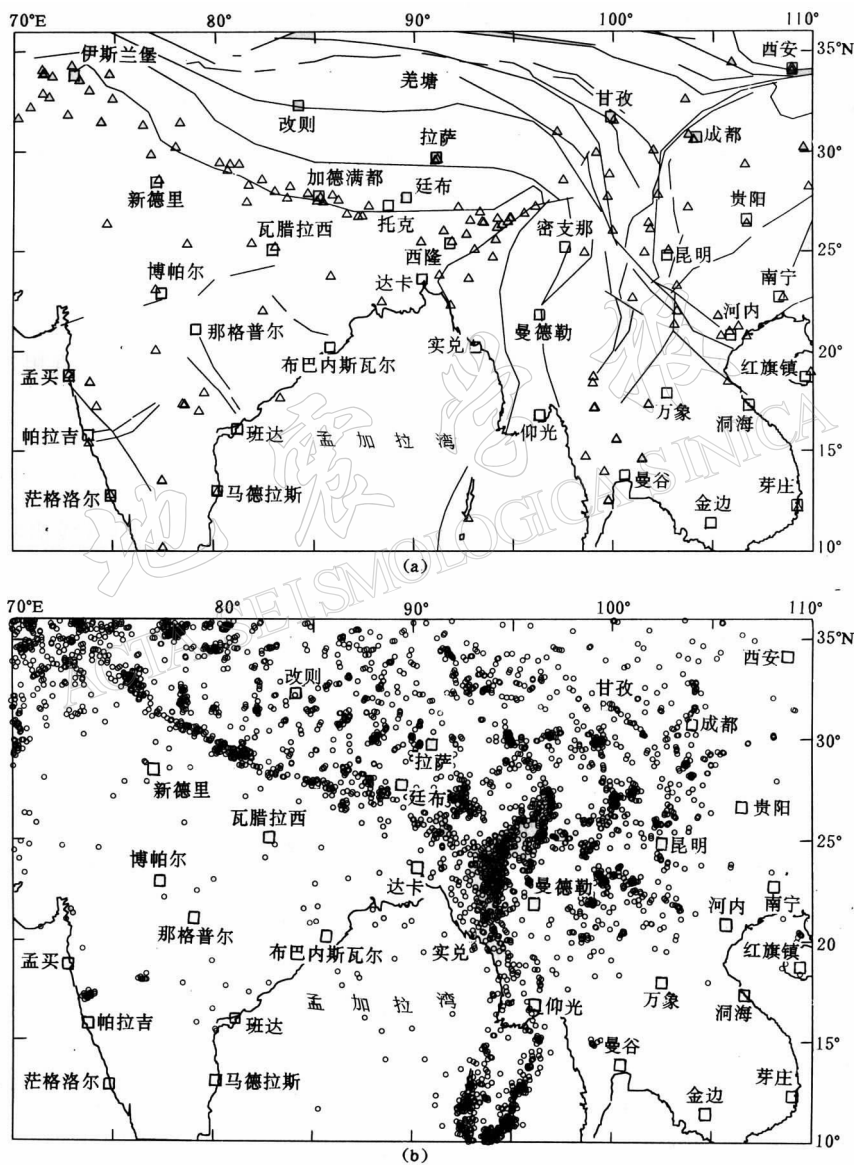 70°E 80° 90° 100° 110°
35°N
伊斯兰堡
西安
羌塘
甘孜
改则
成都
拉萨
30°
加德满都
廷布
新德里
托克
贵阳
瓦腊拉西
密支那
西隆
昆明
25°
博帕尔
达卡
南宁
河内
那格普尔
曼德勒
布巴内斯瓦尔
实兑
20°
孟买
红旗镇
万象
洞海
帕拉吉
班达
孟加拉湾
仰光
15°
茫格洛尔
马德拉斯
曼谷
金边
芽庄
10°
(a)
地震学报
ACTA SEISMOLOGICA SINICA
70°E 80° 90° 100° 110°
35°N
西安
改则
甘孜
成都
拉萨
30°
新德里
廷布
贵阳
瓦腊拉西
昆明
25°
博帕尔
达卡
曼德勒
南宁
河内
那格普尔
布巴内斯瓦尔
实兑
20°
红旗镇
孟买
万象
孟加拉湾
仰光
洞海
帕拉吉
班达
15°
曼谷
茫格洛尔
马德拉斯
芽庄
金边
10°
(b)